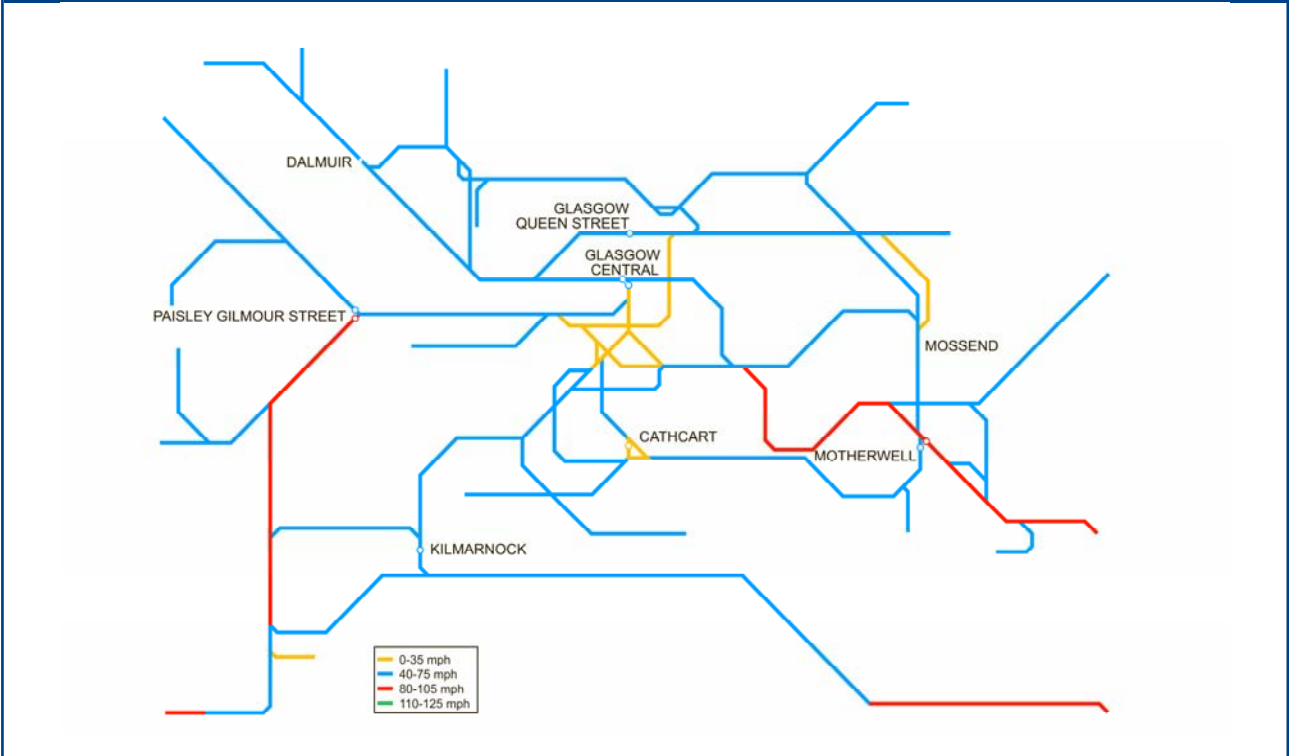 DALMUIR
GLASGOW
QUEEN STREET
GLASGOW
CENTRAL
PAISLEY GILMOUR STREET
MOSSEND
CATHCART
MOTHERWELL
KILMARNOCK
0-35 mph
40-75 mph
80-105 mph
110-125 mph